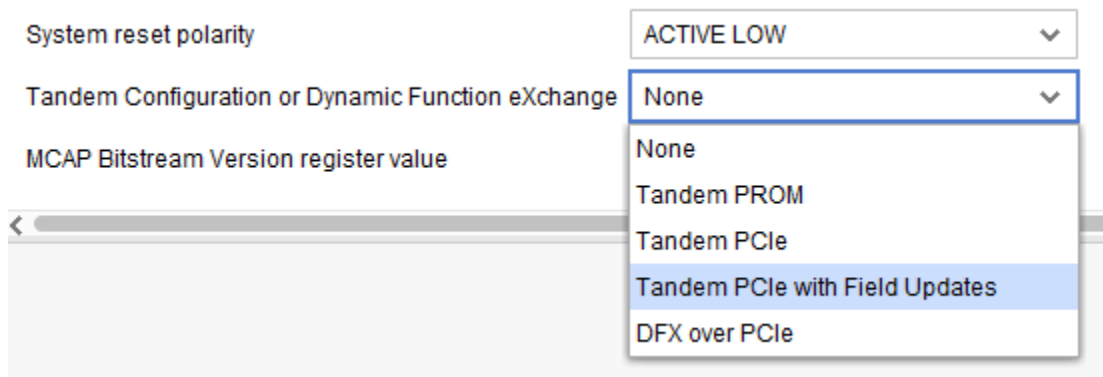 System reset polarity
ACTIVE LOW
Tandem Configuration or Dynamic Function eXchange
None
MCAP Bitstream Version register value
None
Tandem PROM
Tandem PCIe
Tandem PCIe with Field Updates
DFX over PCIe